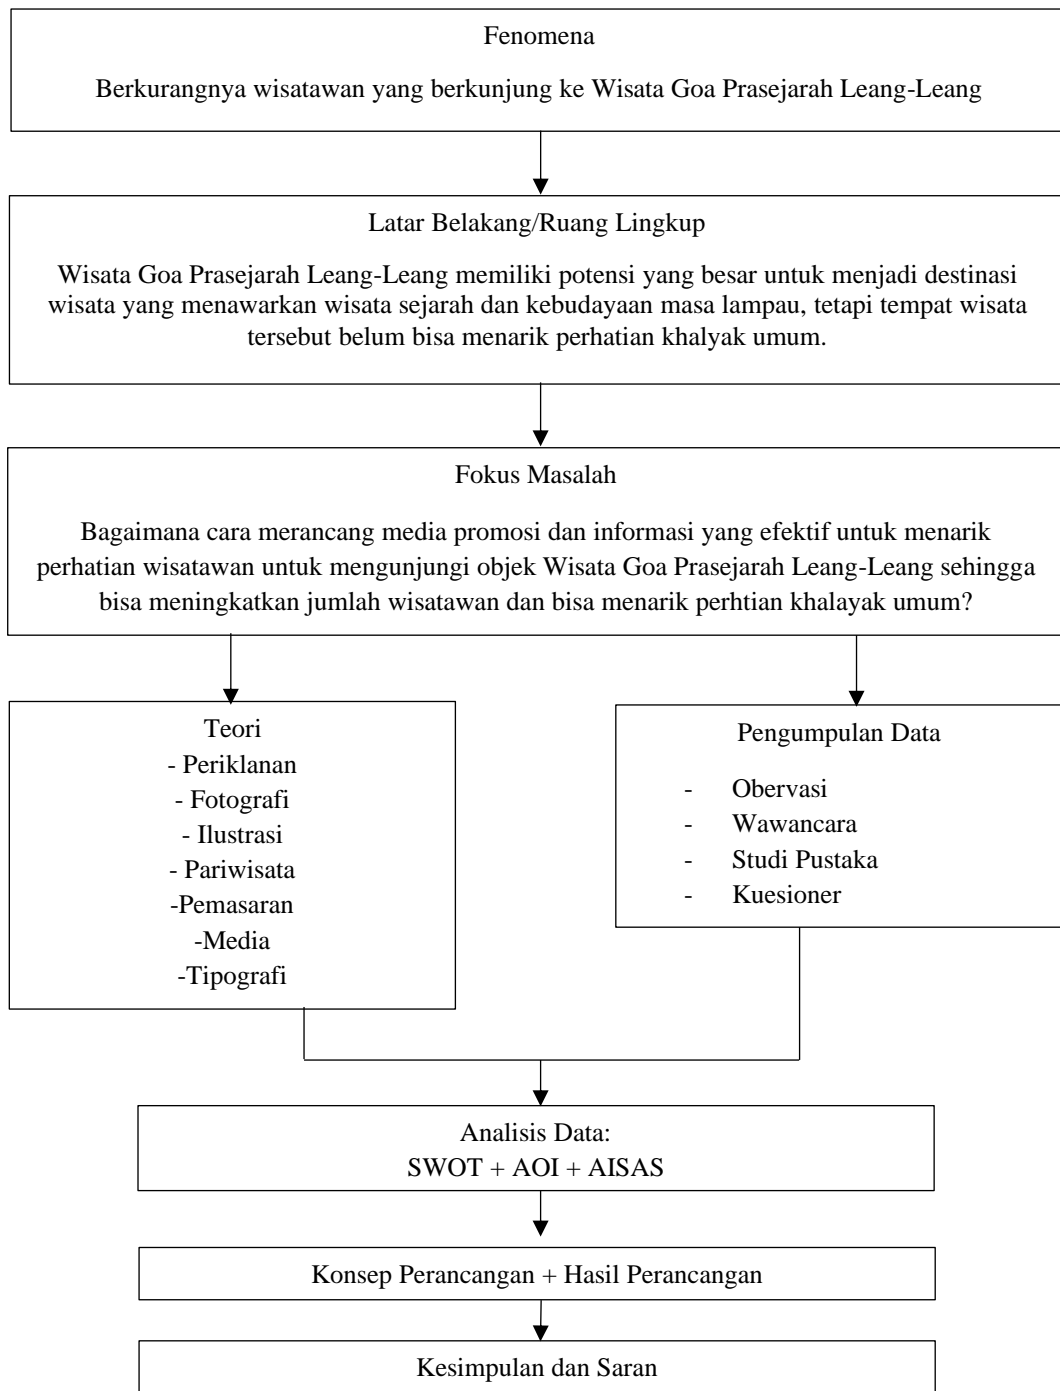 Fenomena
Berkurangnya wisatawan yang berkunjung ke Wisata Goa Prasejarah Leang-Leang
Latar Belakang/Ruang Lingkup
Wisata Goa Prasejarah Leang-Leang memiliki potensi yang besar untuk menjadi destinasi
wisata yang menawarkan wisata sejarah dan kebudayaan masa lampau, tetapi tempat wisata
tersebut belum bisa menarik perhatian khalyak umum.
Fokus Masalah
Bagaimana cara merancang media promosi dan informasi yang efektif untuk menarik
perhatian wisatawan untuk mengunjungi objek Wisata Goa Prasejarah Leang-Leang sehingga
bisa meningkatkan jumlah wisatawan dan bisa menarik perhtian khalayak umum?
Teori
- Periklanan
- Fotografi
- Ilustrasi
- Pariwisata
-Pemasaran
-Media
-Tipografi
Pengumpulan Data
- Obervasi
- Wawancara
- Studi Pustaka
- Kuesioner
Analisis Data:
SWOT + AOI + AISAS
Konsep Perancangan + Hasil Perancangan
Kesimpulan dan Saran